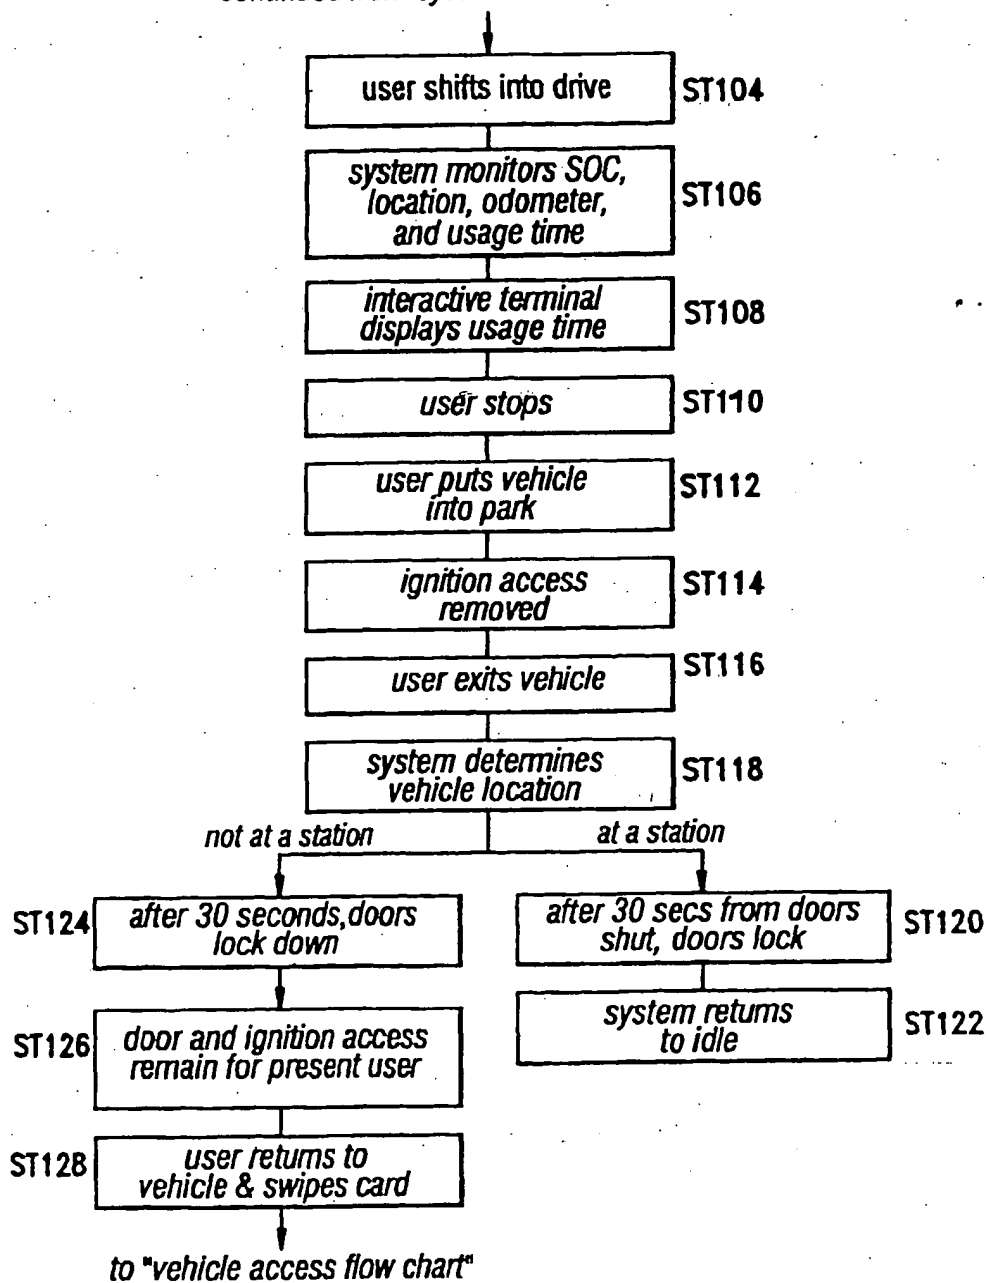 user shifts into drive
ST104
system monitors SOC,
location, odometer,
and usage time
ST106
interactive terminal
displays usage time
ST108
user stops
ST110
user puts vehicle
into park
ST112
ignition access
removed
ST114
user exits vehicle
ST116
system determines
vehicle location
ST118
not at a station
at a station
ST124
after 30 seconds,doors
lock down
after 30 secs from doors
shut, doors lock
ST120
ST126
door and ignition access
remain for present user
system returns
to idle
ST122
ST128
user returns to
vehicle & swipes card
to "vehicle access flow chart"